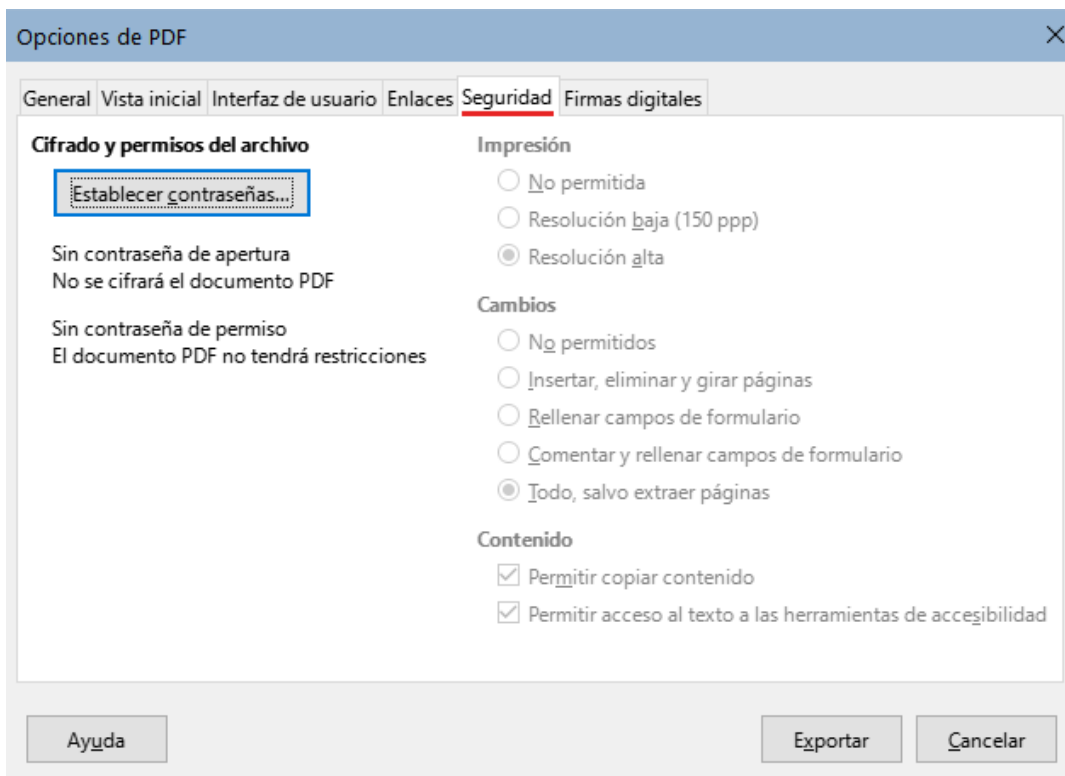 Opciones de PDF
General Vista inicial Interfaz de usuario Enlaces Seguridad Firmas digitales
Cifrado y permisos del archivo
Establecer contraseñas...
Sin contraseña de apertura
No se cifrará el documento PDF
Sin contraseña de permiso
El documento PDF no tendrá restricciones
Impresión
No permitida
Resolución baja (150 ppp)
Resolución alta
Cambios
No permitidos
Insertar, eliminar y girar páginas
Rellenar campos de formulario
Comentar y rellenar campos de formulario
Todo, salvo extraer páginas
Contenido
Permitir copiar contenido
Permitir acceso al texto a las herramientas de accesibilidad
Ayuda
Exportar
Cancelar